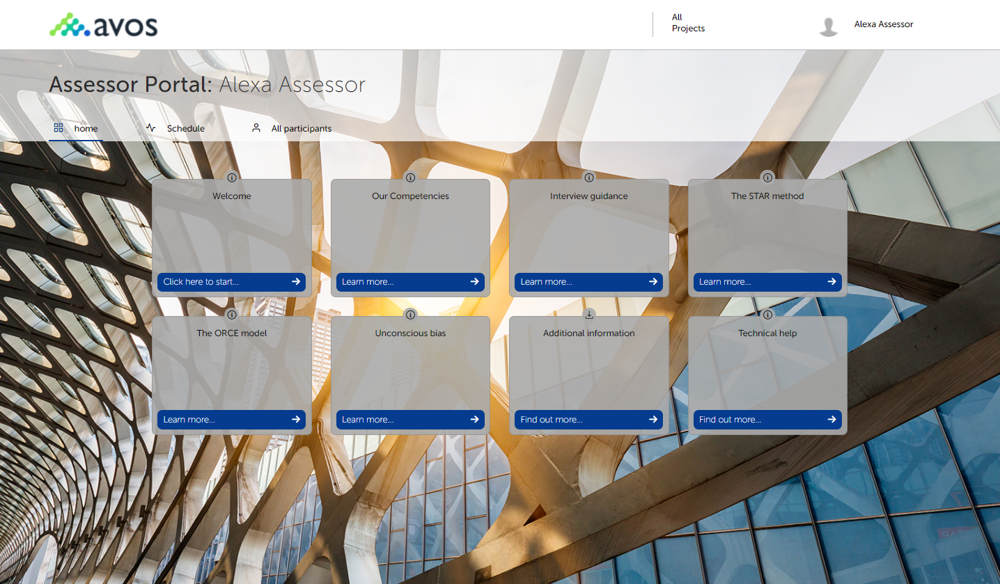 avos
All
Projects
Alexa Assessor
Assessor Portal: Alexa Assessor
home
Schedule
All participants
Welcome
Click here to start...
Our Competencies
Learn more...
Interview guidance
Learn more...
The STAR method
Learn more...
The ORCE model
Learn more...
Unconscious bias
Learn more...
Additional information
Find out more...
Technical help
Find out more...